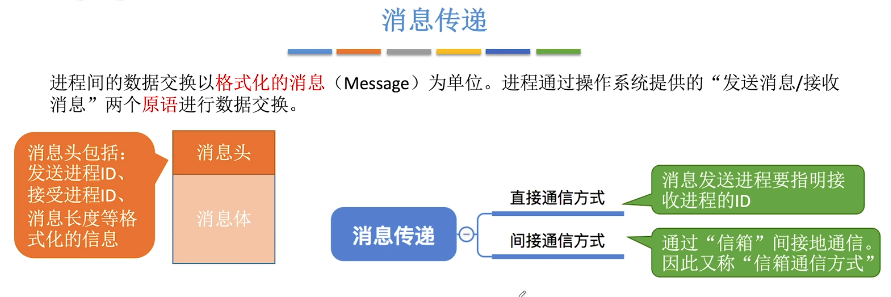 消息传递
进程间的数据交换以格式化的消息（Message）为单位。进程通过操作系统提供的“发送消息/接收
消息”两个原语进行数据交换。
消息头包括：
发送进程ID、
接受进程ID、
消息长度等格
式化的信息
消息头
消息体
消息传递
直接通信方式
消息发送进程要指明接
收进程的ID
间接通信方式
通过“信箱”间接地通信。
因此又称“信箱通信方式”